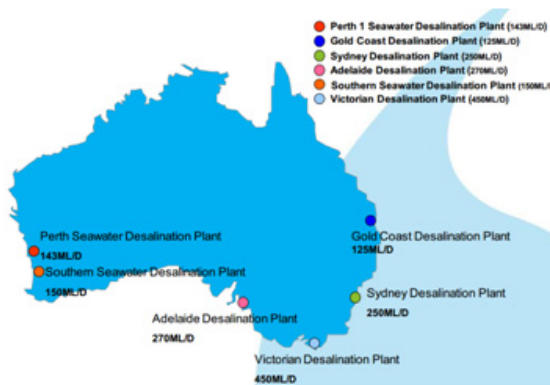 Perth 1 Seawater Desalination Plant (143ML/D)
Gold Coast Desalination Plant (125ML/D)
Sydney Desalination Plant (250ML/D)
Adelaide Desalination Plant (270ML/D)
Southern Seawater Desalination Plant (150ML/
Victorian Desalination Plant (450ML/D)
Perth Seawater Desalination Plant
143ML/D
Gold Coast Desalination Plant
125ML/D
Southern Seawater Desalination Plant
150ML/D
Sydney Desalination Plant
250ML/D
Adelaide Desalination Plant
270ML/D
Victorian Desalination Plant
450ML/D